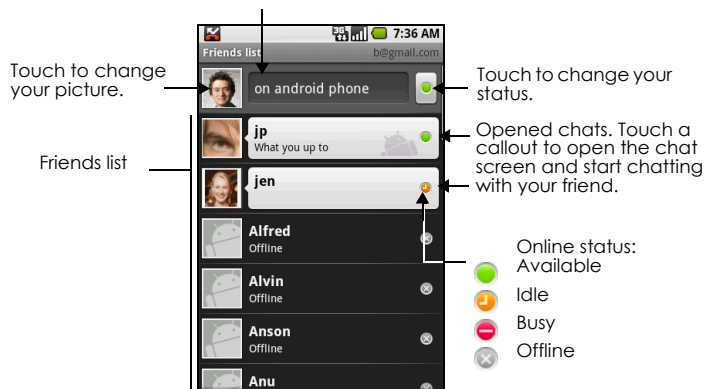 3G 7:36 AM
Friends list b@gmail.com
Touch to change
your picture.
on android phone
Touch to change your
status.
jp
What you up to
Opened chats. Touch a
callout to open the chat
screen and start chatting
with your friend.
Friends list
jen
Alfred
Offline
Alvin
Offline
Anson
Offline
Anu
Online status:
Available
Idle
Busy
Offline